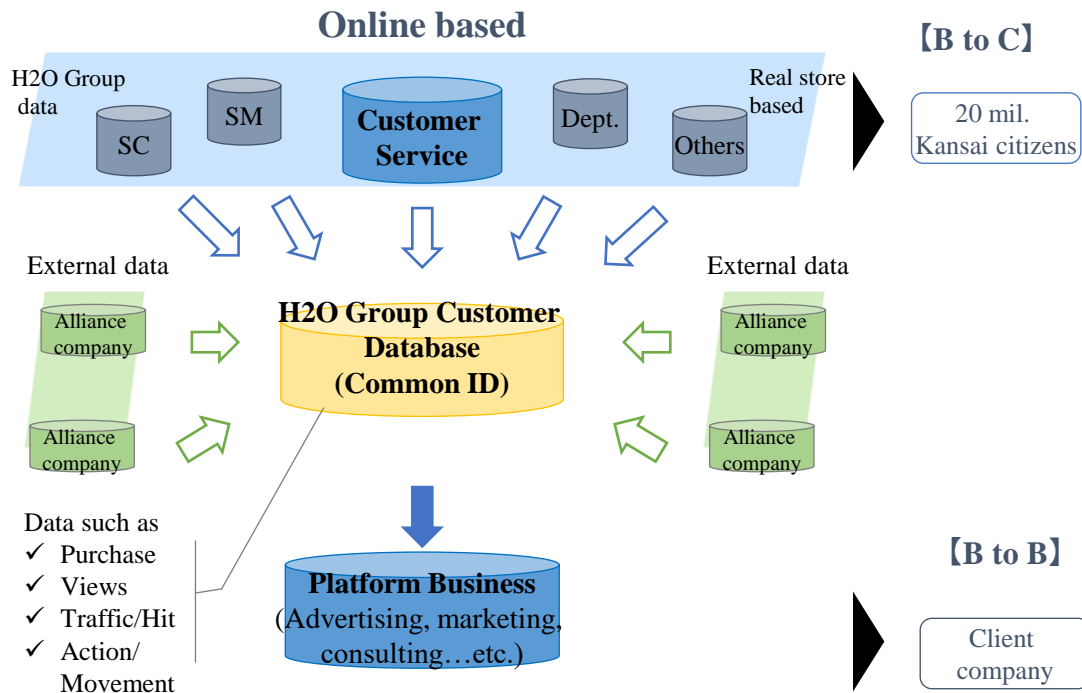 Online based
【B to C】
H2O Group
data
SC
SM
Customer
Service
Dept.
Others
Real store
based
20 mil.
Kansai citizens
External data
Alliance
company
Alliance
company
H2O Group Customer
Database
(Common ID)
External data
Alliance
company
Alliance
company
Data such as
✓ Purchase
✓ Views
✓ Traffic/Hit
✓ Action/
Movement
Platform Business
(Advertising, marketing,
consulting…etc.)
【B to B】
Client
company